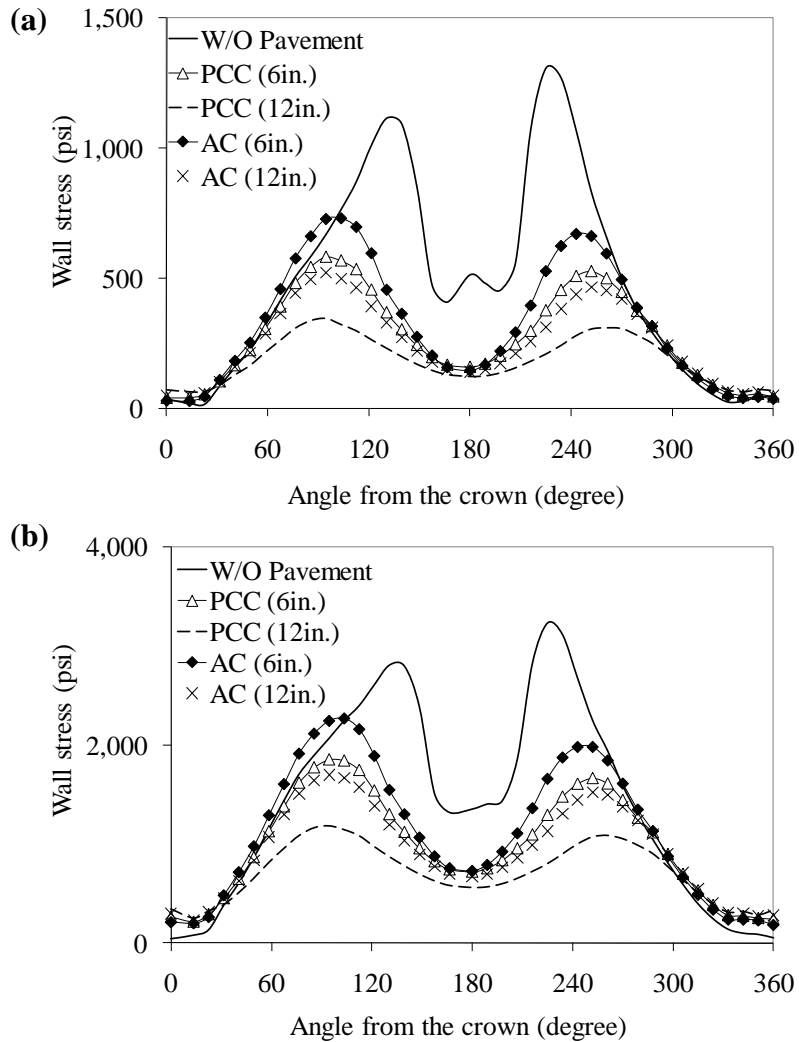 (a)
1,500
W/O Pavement
PCC (6in.)
PCC (12in.)
AC (6in.)
AC (12in.)
1,000
500
0
Wall stress (psi)
0 60 120 180 240 300 360
Angle from the crown (degree)
(b)
4,000
W/O Pavement
PCC (6in.)
PCC (12in.)
AC (6in.)
AC (12in.)
2,000
0
Wall stress (psi)
0 60 120 180 240 300 360
Angle from the crown (degree)